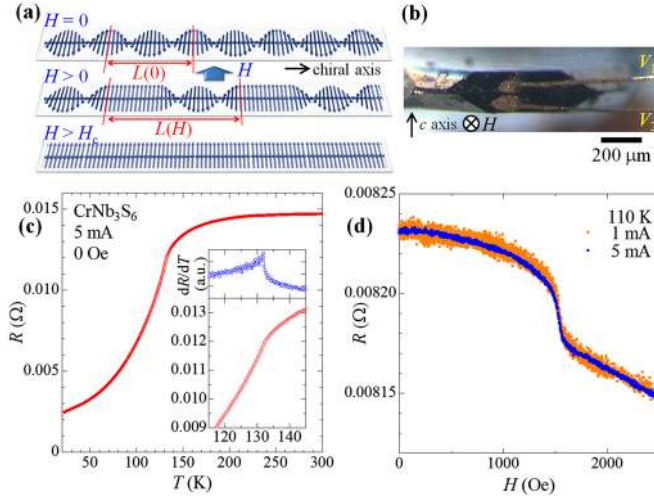 (a)
H = 0
L(0)
H
chiral axis
H > 0
L(H)
H > Hc
(b)
V1
V2
c axis
H
200 μm
(c)
CrNb3S6
5 mA
0 Oe
R (Ω)
0.015
0.010
0.005
0
50 100 150 200 250 300
T (K)
dR/dT
(a.u.)
0.013
0.012
0.011
0.010
0.009
120 130 140
(d)
110 K
1 mA
5 mA
R (Ω)
0.00825
0.00820
0.00815
0 1000 2000
H (Oe)